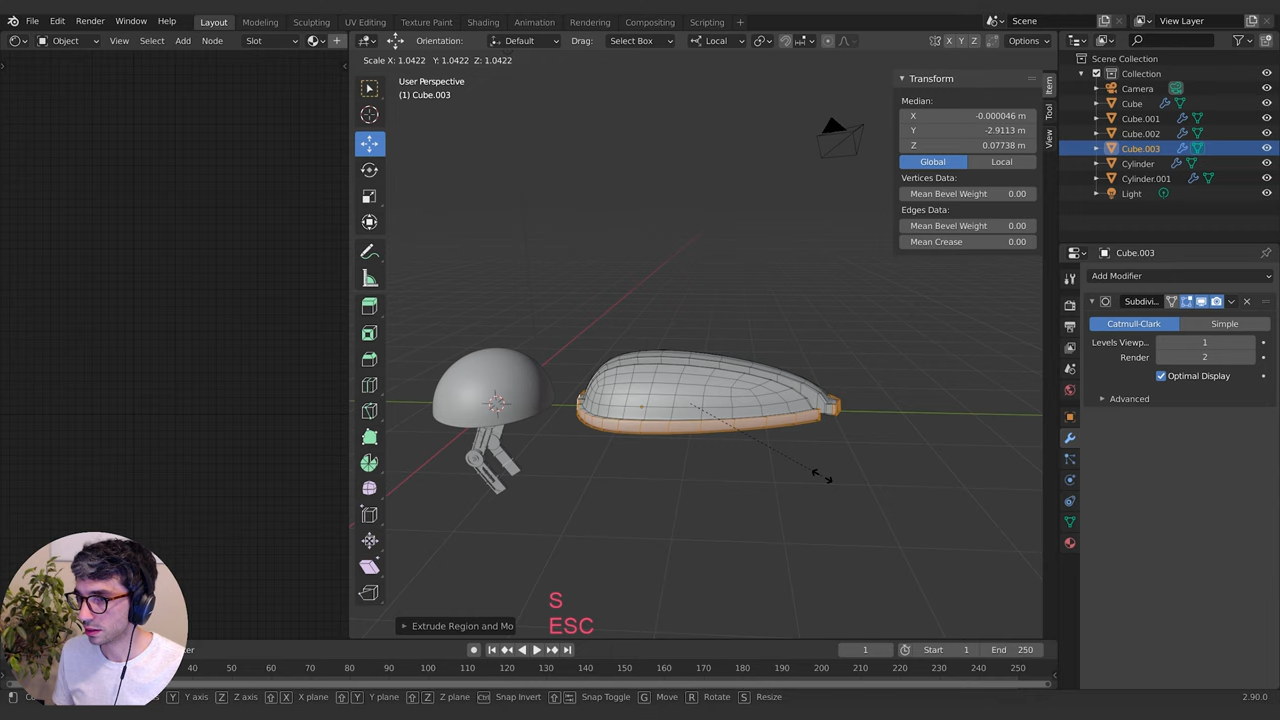 File Edit Render Window Help
Layout Modeling Sculpting UV Editing Texture Paint Shading Animation Rendering Compositing Scripting +
Scene
View Layer
Object View Select Add Node Slot
Orientation: Default Drag: Select Box Local X Y Z Options
Scale X: 1.0422 Y: 1.0422 Z: 1.0422
User Perspective
(1) Cube.003
Transform
Median:
X -0.000046 m
Y -2.9113 m
Z 0.07738 m
Global Local
Vertices Data:
Mean Bevel Weight 0.00
Edges Data:
Mean Bevel Weight 0.00
Mean Crease 0.00
Item
Tool
View
Scene Collection
Collection
Camera
Cube
Cube.001
Cube.002
Cube.003
Cylinder
Cylinder.001
Light
Cube.003
Add Modifier
Subdivi...
Catmull-Clark Simple
Levels Viewp... 1
Render 2
Optimal Display
Advanced
S
ESC
Extrude Region and Mo
1 Start 1 End 250
40 50 60 70 80 90 100 110 120 130 140 150 160 170 180 190 200 210 220 230 240 250
Y Y axis Z Z axis X X plane Y Y plane Z Z plane Ctrl Snap Invert Snap Toggle G Move R Rotate S Resize
2.90.0